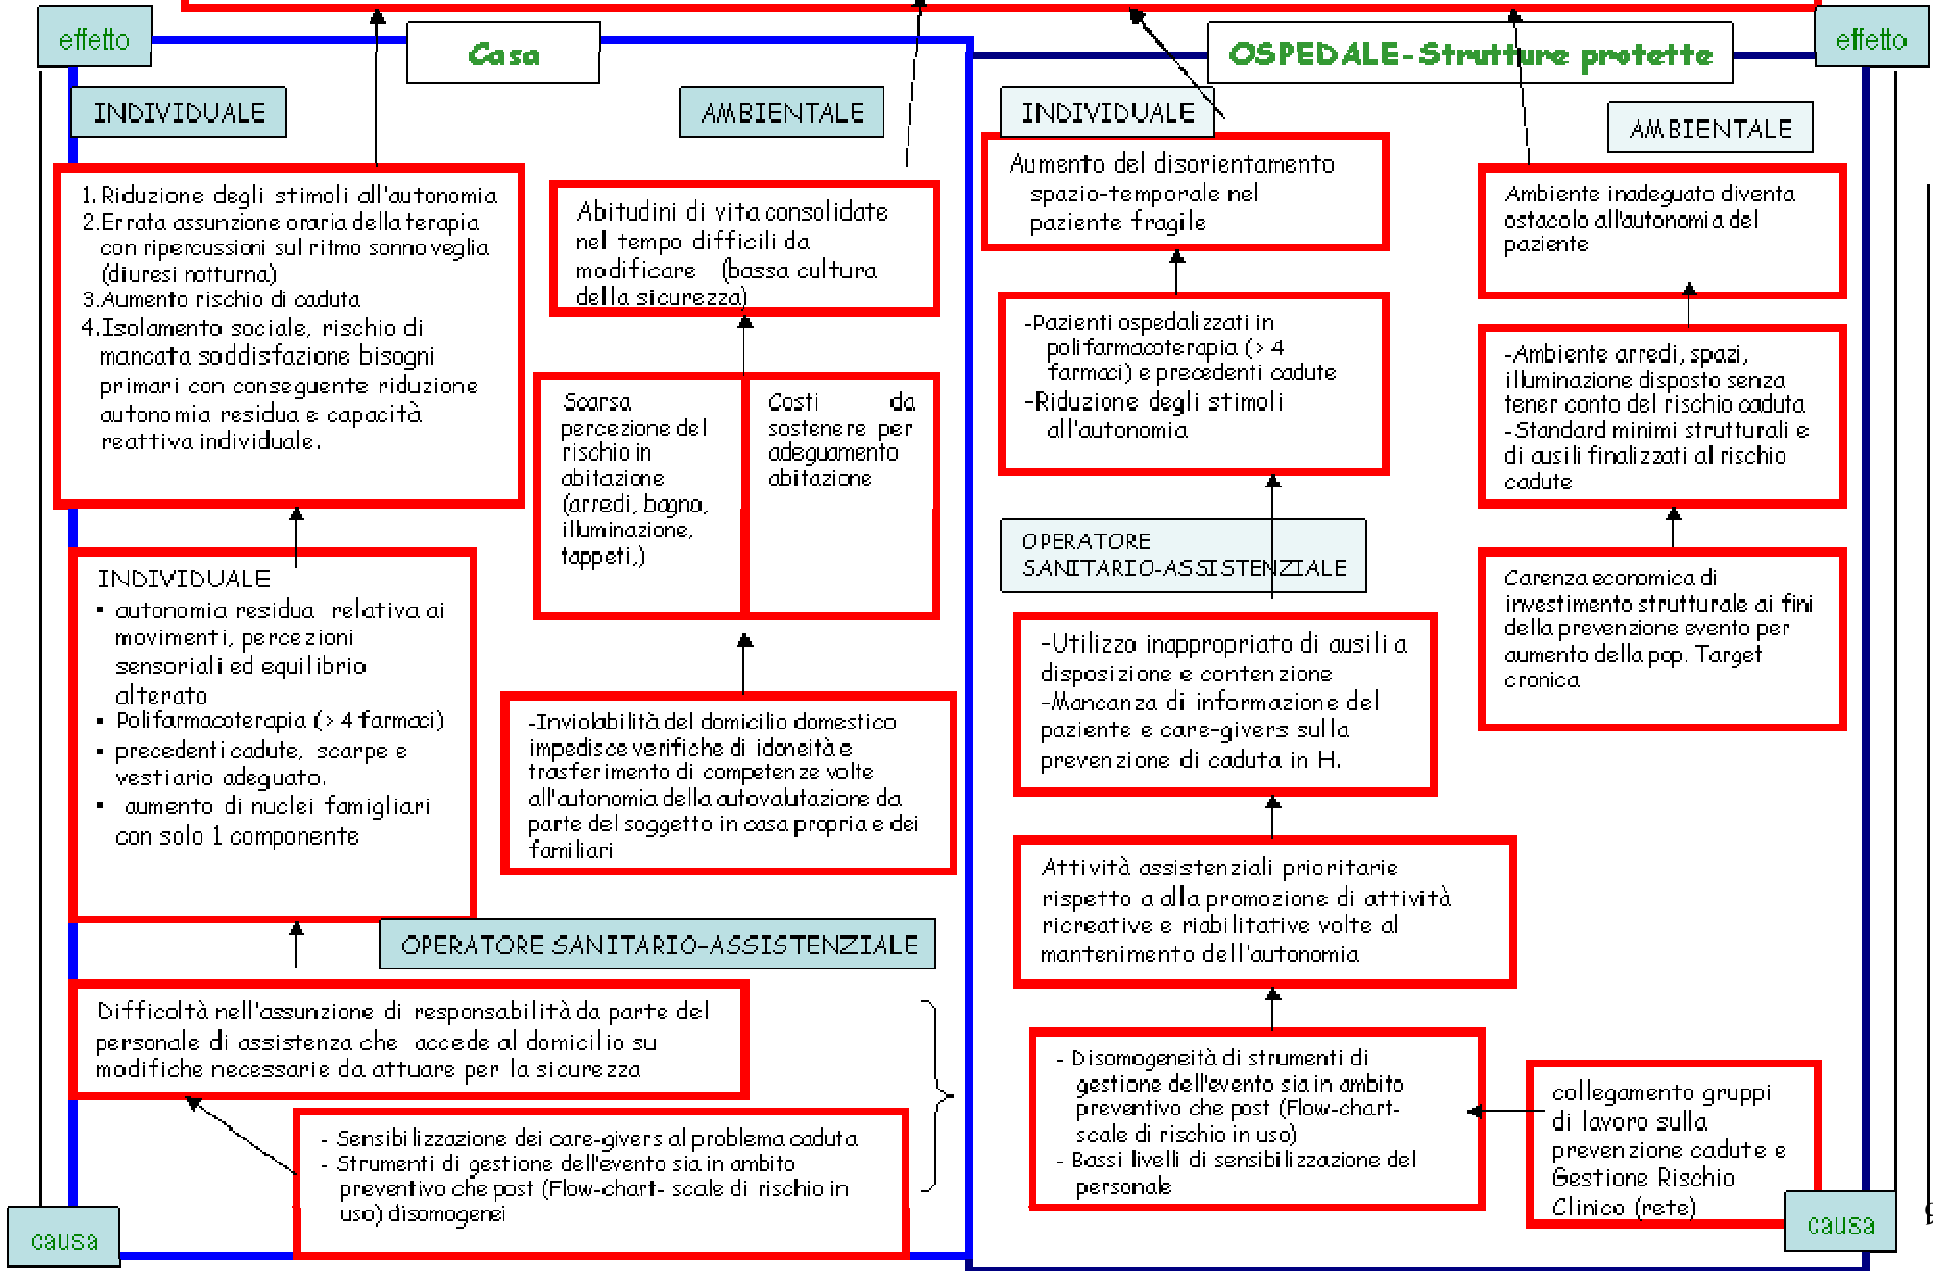 effetto
Casa
INDIVIDUALE
1.Riduzione degli stimoli all'autonomia
2.Errata assunzione oraria della terapia
con ripercussioni sul ritmo sonno veglia
(diuresi notturna)
3.Aumento rischio di caduta
4.Isolamento sociale, rischio di
mancata soddisfazione bisogni
primari con conseguente riduzione
autonomia residua e capacità
reattiva individuale.
INDIVIDUALE
▪ autonomia residua relativa ai
movimenti, percezioni
sensoriali ed equilibrio
alterato
▪ Polifarmacoterapia (> 4 farmaci)
▪ precedenti cadute, scarpe e
vestiario adeguato.
▪ aumento di nuclei famigliari
con solo 1 componente
AMBIENTALE
Abitudini di vita consolidate
nel tempo difficili da
modificare (bassa cultura
della sicurezza)
Scarsa
percezione del
rischio in
abitazione
(arredi, bagno,
illuminazione,
tappeti,)
Costi da
sostenere per
adeguamento
abitazione
-Inviolabilità del domicilio domestico
impedisce verifiche di idoneità e
trasferimento di competenze volte
all'autonomia della autovalutazione da
parte del soggetto in casa propria e dei
familiari
OPERATORE SANITARIO-ASSISTENZIALE
Difficoltà nell'assunzione di responsabilità da parte del
personale di assistenza che accede al domicilio su
modifiche necessarie da attuare per la sicurezza
- Sensibilizzazione dei care-givers al problema caduta
- Strumenti di gestione dell'evento sia in ambito
preventivo che post (Flow-chart- scale di rischio in
uso) disomogenei
causa
OSPEDALE-Strutture protette
effetto
INDIVIDUALE
Aumento del disorientamento
spazio-temporale nel
paziente fragile
-Pazienti ospedalizzati in
polifarmacoterapia (> 4
farmaci) e precedenti cadute
-Riduzione degli stimoli
all'autonomia
OPERATORE
SANITARIO-ASSISTENZIALE
-Utilizzo inappropriato di ausili a
disposizione e contenzione
-Mancanza di informazione del
paziente e care-givers sulla
prevenzione di caduta in H.
Attività assistenziali prioritarie
rispetto a alla promozione di attività
ricreative e riabilitative volte al
mantenimento dell'autonomia
- Disomogeneità di strumenti di
gestione dell'evento sia in ambito
preventivo che post (Flow-chart-
scale di rischio in uso)
- Bassi livelli di sensibilizzazione del
personale
AMBIENTALE
Ambiente inadeguato diventa
ostacolo all'autonomia del
paziente
-Ambiente arredi, spazi,
illuminazione disposto senza
tener conto del rischio caduta
-Standard minimi strutturali e
di ausili finalizzati al rischio
cadute
Carenza economica di
investimento strutturale ai fini
della prevenzione evento per
aumento della pop. Target
cronica
collegamento gruppi
di lavoro sulla
prevenzione cadute e
Gestione Rischio
Clinico (rete)
causa